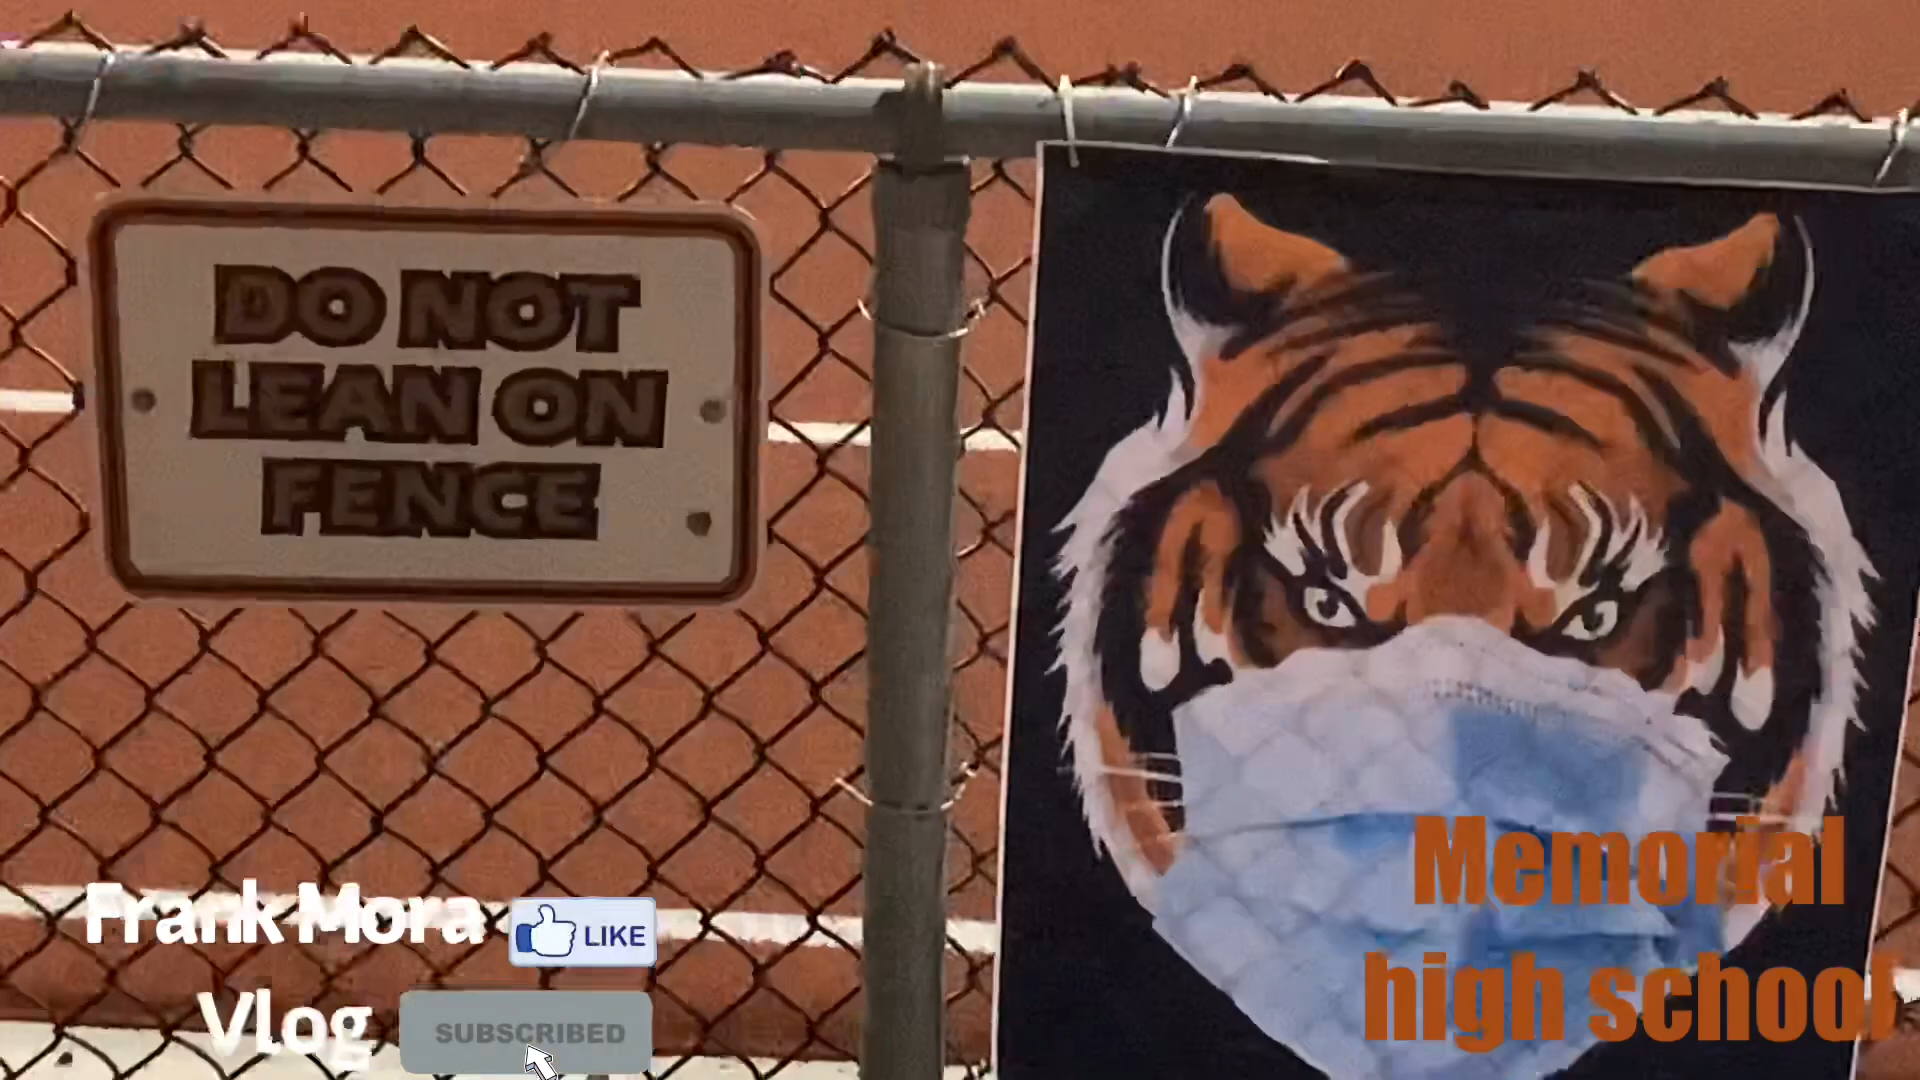 DO NOT
LEAN ON
FENCE
Frank Mora
LIKE
Vlog
SUBSCRIBED
Memorial
high school